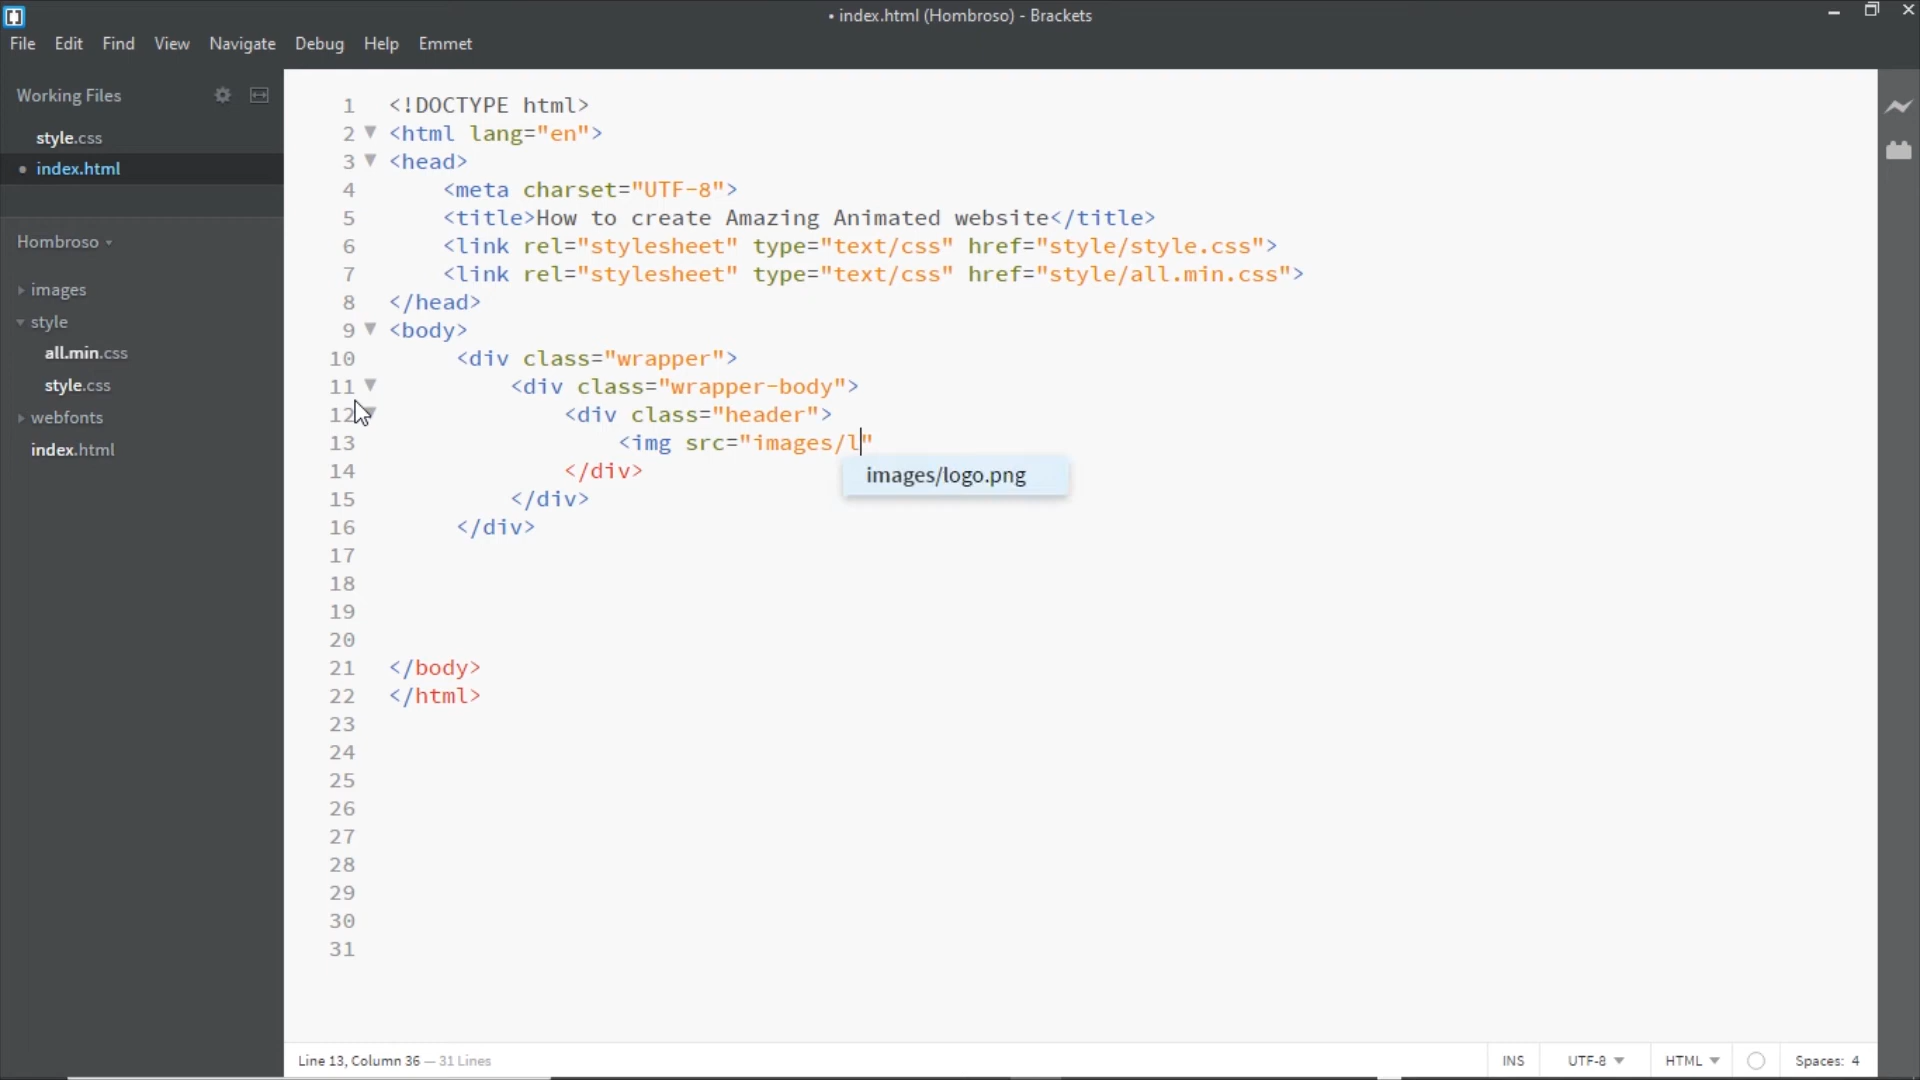 • index.html (Hombroso) - Brackets
File Edit Find View Navigate Debug Help Emmet
Working Files
style.css
• index.html
Hombroso
images
style
all.min.css
style.css
webfonts
index.html
1 <!DOCTYPE html>
2 <html lang="en">
3 <head>
4 <meta charset="UTF-8">
5 <title>How to create Amazing Animated website</title>
6 <link rel="stylesheet" type="text/css" href="style/style.css">
7 <link rel="stylesheet" type="text/css" href="style/all.min.css">
8 </head>
9 <body>
10 <div class="wrapper">
11 <div class="wrapper-body">
12 <div class="header">
13 <img src="images/l"
images/logo.png
14 </div>
15 </div>
16 </div>
17
18
19
20
21 </body>
22 </html>
23
24
25
26
27
28
29
30
31
Line 13, Column 36 — 31 Lines
INS UTF-8 HTML Spaces: 4